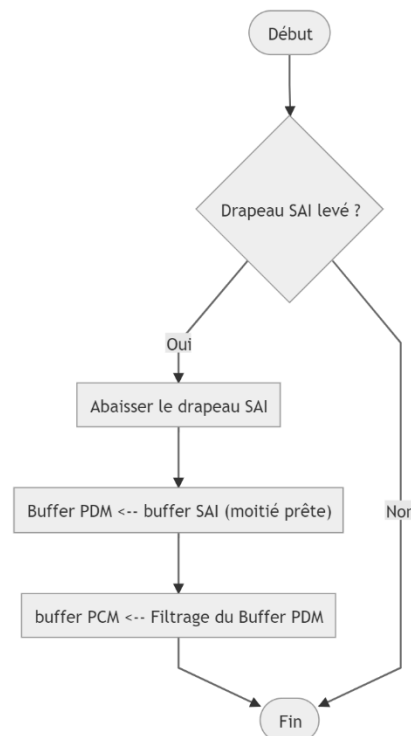 Début
Drapeau SAI levé ?
Oui
Abaisser le drapeau SAI
Buffer PDM <-- buffer SAI (moitié prête)
Non
buffer PCM <-- Filtrage du Buffer PDM
Fin